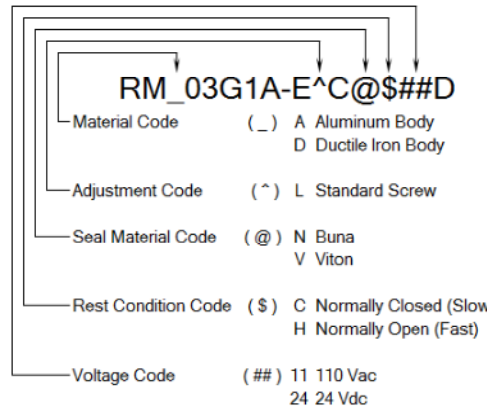 RM_03G1A-E^C@$##D
Material Code ( _ ) A Aluminum Body
D Ductile Iron Body
Adjustment Code ( ^ ) L Standard Screw
Seal Material Code ( @ ) N Buna
V Viton
Rest Condition Code ( $ ) C Normally Closed (Slow
H Normally Open (Fast)
Voltage Code ( ## ) 11 110 Vac
24 24 Vdc